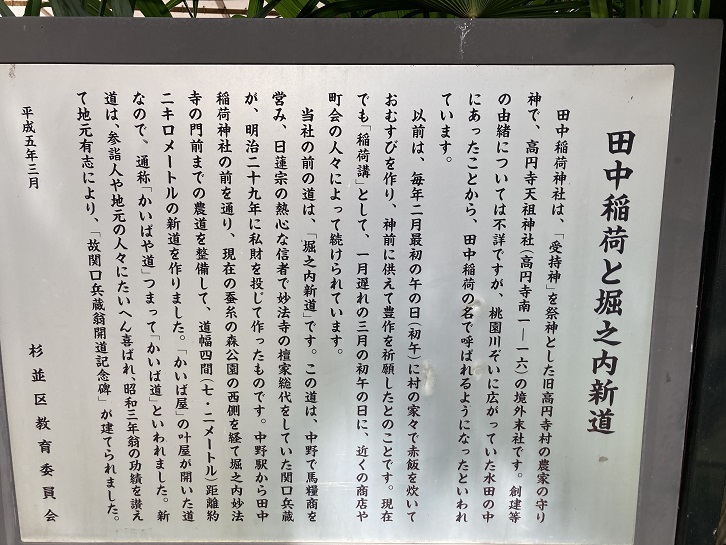 田中稲荷と堀之内新道
田中稲荷神社は、「受持神」を祭神とした旧高円寺村の農家の守り
神で、高円寺天祖神社(高円寺南一―一六)の境外末社です。創建等
の由緒については不詳ですが、桃園川ぞいに広がっていた水田の中
にあったことから、田中稲荷の名で呼ばれるようになったといわれ
ています。
以前は、毎年二月最初の午の日(初午)に村の家々で赤飯を炊いて
おむすびを作り、神前に供えて豊作を祈願したとのことです。現在
でも「稲荷講」として、一月遅れの三月の初午の日に、近くの商店や
町会の人々によって続けられています。
当社の前の道は、「堀之内新道」です。この道は、中野で馬糧商を
営み、日蓮宗の熱心な信者で妙法寺の檀家総代をしていた関口兵蔵
が、明治二十九年に私財を投じて作ったものです。中野駅から田中
稲荷神社の前を通り、現在の蚕糸の森公園の西側を経て堀之内妙法
寺の門前までの農道を整備して、道幅四間(七・二メートル)距離約
二キロメートルの新道を作りました。「かいば屋」の叶屋が開いた道
なので、通称「かいばや道」つまって「かいば道」といわれました。新
道は、参詣人や地元の人々にたいへん喜ばれ、昭和三年翁の功績を讃え
て地元有志により、「故関口兵蔵翁開道記念碑」が建てられました。
平成五年三月
杉並区教育委員会